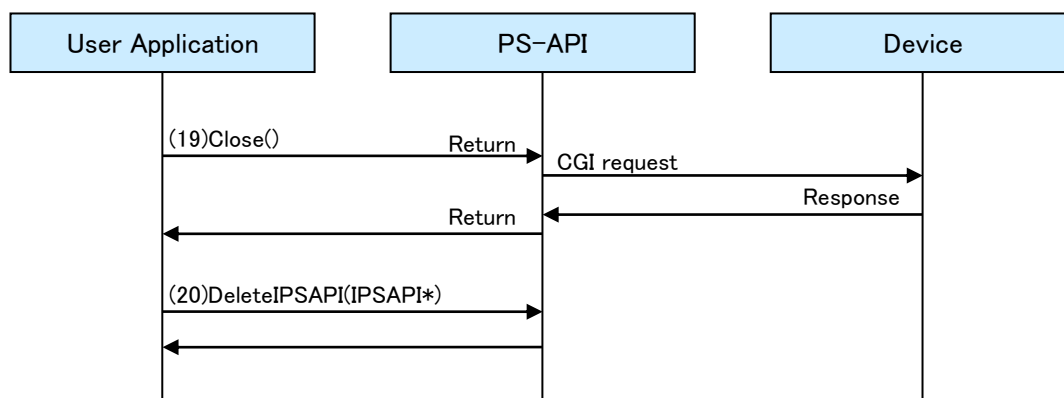 User Application
PS-API
Device
(19)Close()
Return
CGI request
Response
Return
(20)DeleteIPSAPI(IPSAPI*)